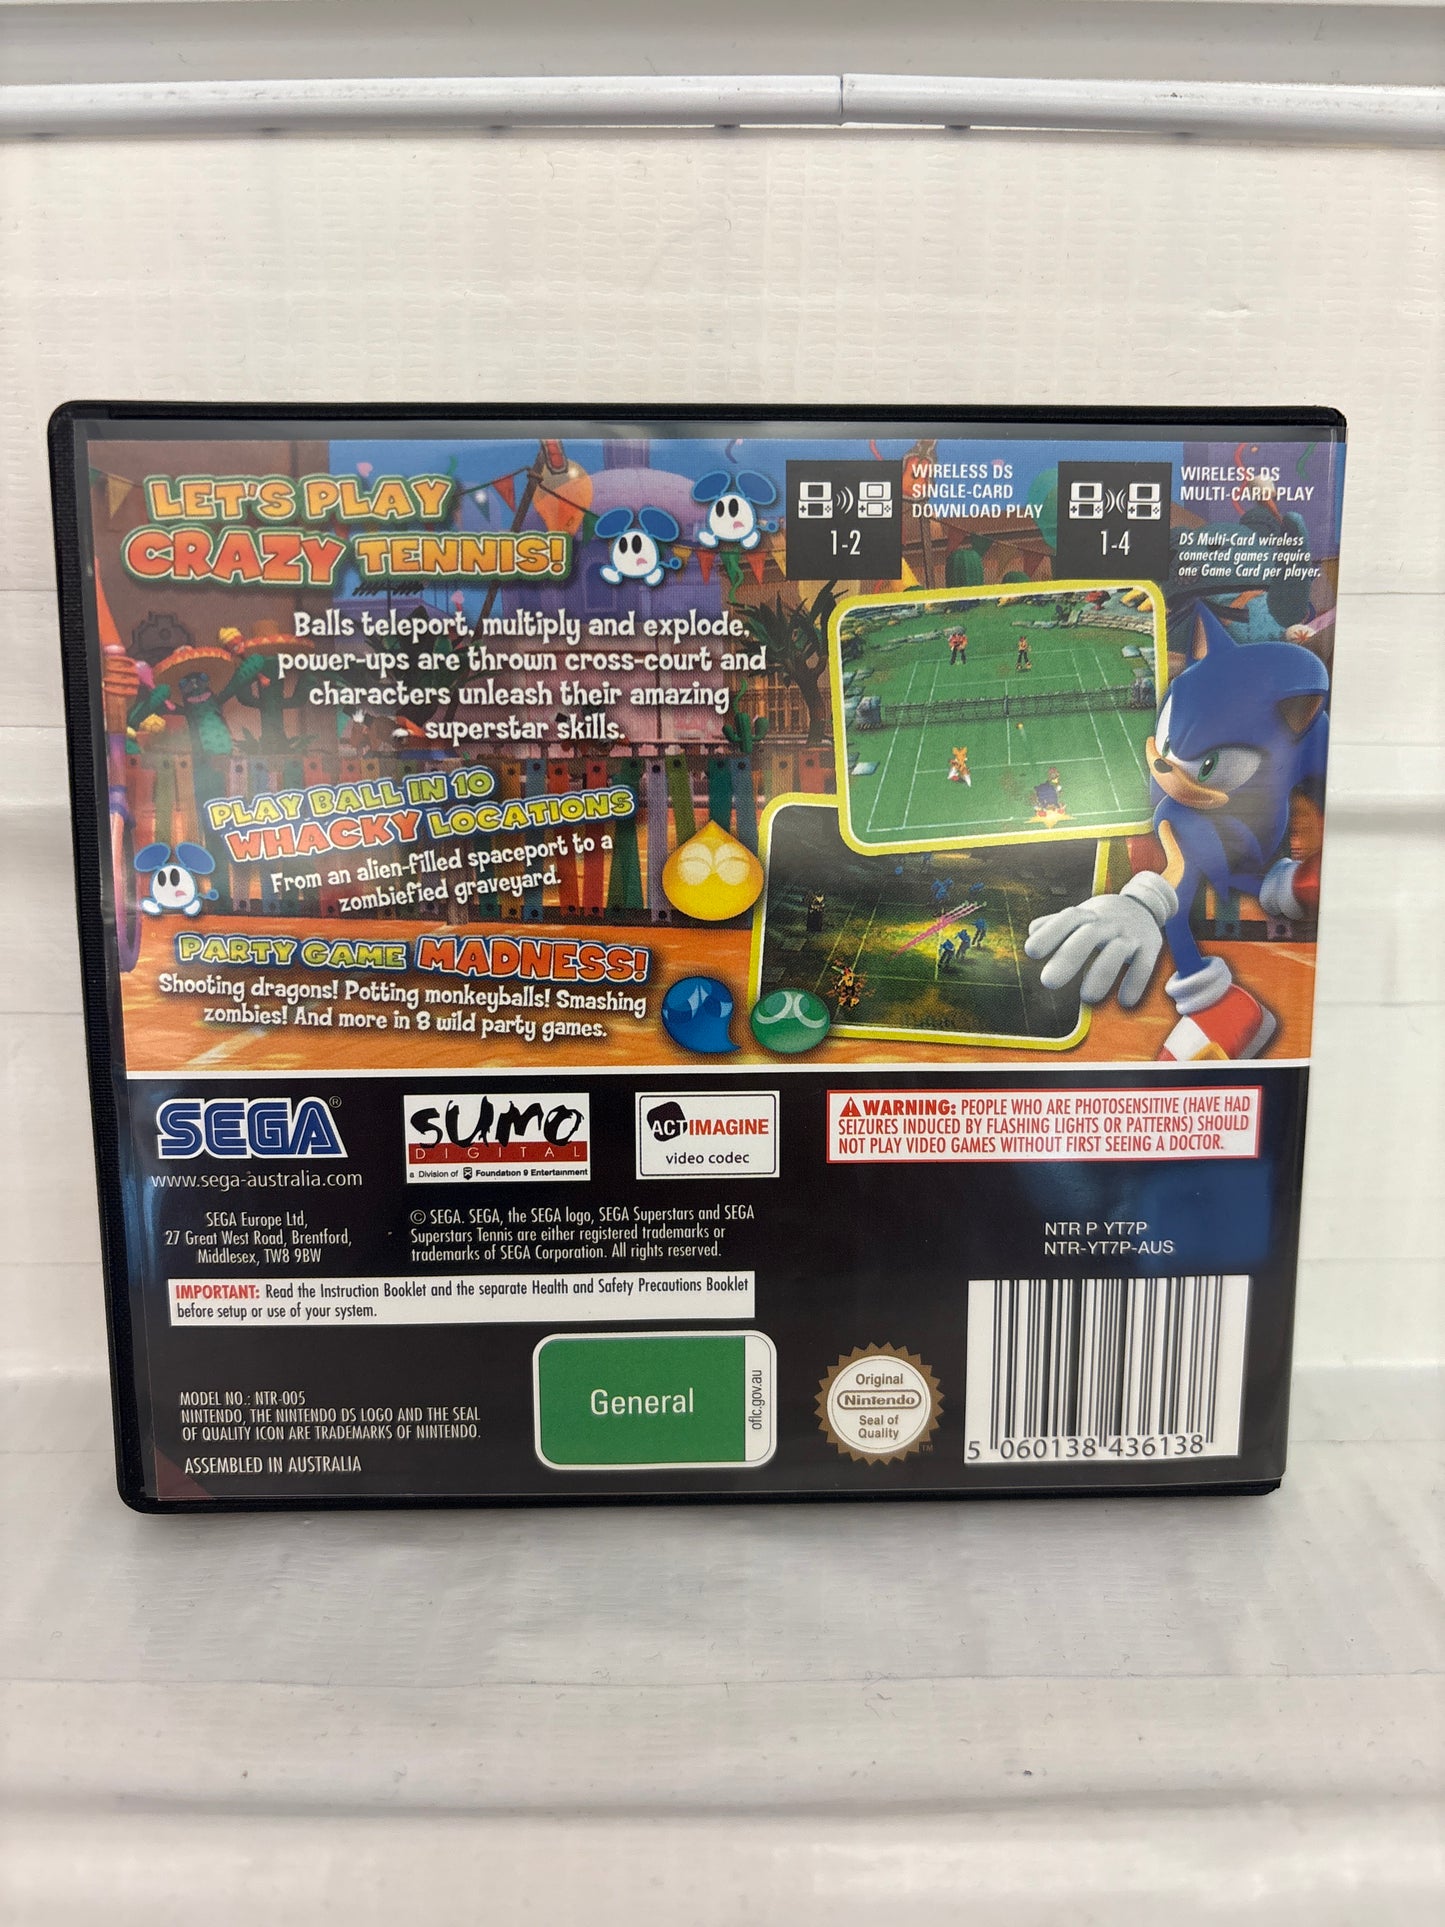 LET'S PLAY
CRAZY TENNIS!
Balls teleport, multiply and explode,
power-ups are thrown cross-court and
characters unleash their amazing
superstar skills.
PLAY BALL IN 10
WHACKY LOCATIONS
From an alien-filled spaceport to a
zombiefied graveyard.
PARTY GAME MADNESS!
Shooting dragons! Potting monkeyballs! Smashing
zombies! And more in 8 wild party games.
1-2
WIRELESS DS
SINGLE-CARD
DOWNLOAD PLAY
1-4
WIRELESS DS
MULTI-CARD PLAY
DS Multi-Card wireless
connected games require
one Game Card per player.
SEGA®
www.sega-australia.com
SUMO
DIGITAL
a Division of Foundation 9 Entertainment
ACTIMAGINE
video codec
WARNING: PEOPLE WHO ARE PHOTOSENSITIVE (HAVE HAD
SEIZURES INDUCED BY FLASHING LIGHTS OR PATTERNS) SHOULD
NOT PLAY VIDEO GAMES WITHOUT FIRST SEEING A DOCTOR.
SEGA Europe Ltd,
27 Great West Road, Brentford,
Middlesex, TW8 9BW
© SEGA. SEGA, the SEGA logo, SEGA Superstars and SEGA
Superstars Tennis are either registered trademarks or
trademarks of SEGA Corporation. All rights reserved.
NTR P YT7P
NTR-YT7P-AUS
IMPORTANT: Read the Instruction Booklet and the separate Health and Safety Precautions Booklet
before setup or use of your system.
MODEL NO.: NTR-005
NINTENDO, THE NINTENDO DS LOGO AND THE SEAL
OF QUALITY ICON ARE TRADEMARKS OF NINTENDO.
ASSEMBLED IN AUSTRALIA
General
oflc.gov.au
Original
Nintendo
Seal of
Quality
TM
5 060138 436138